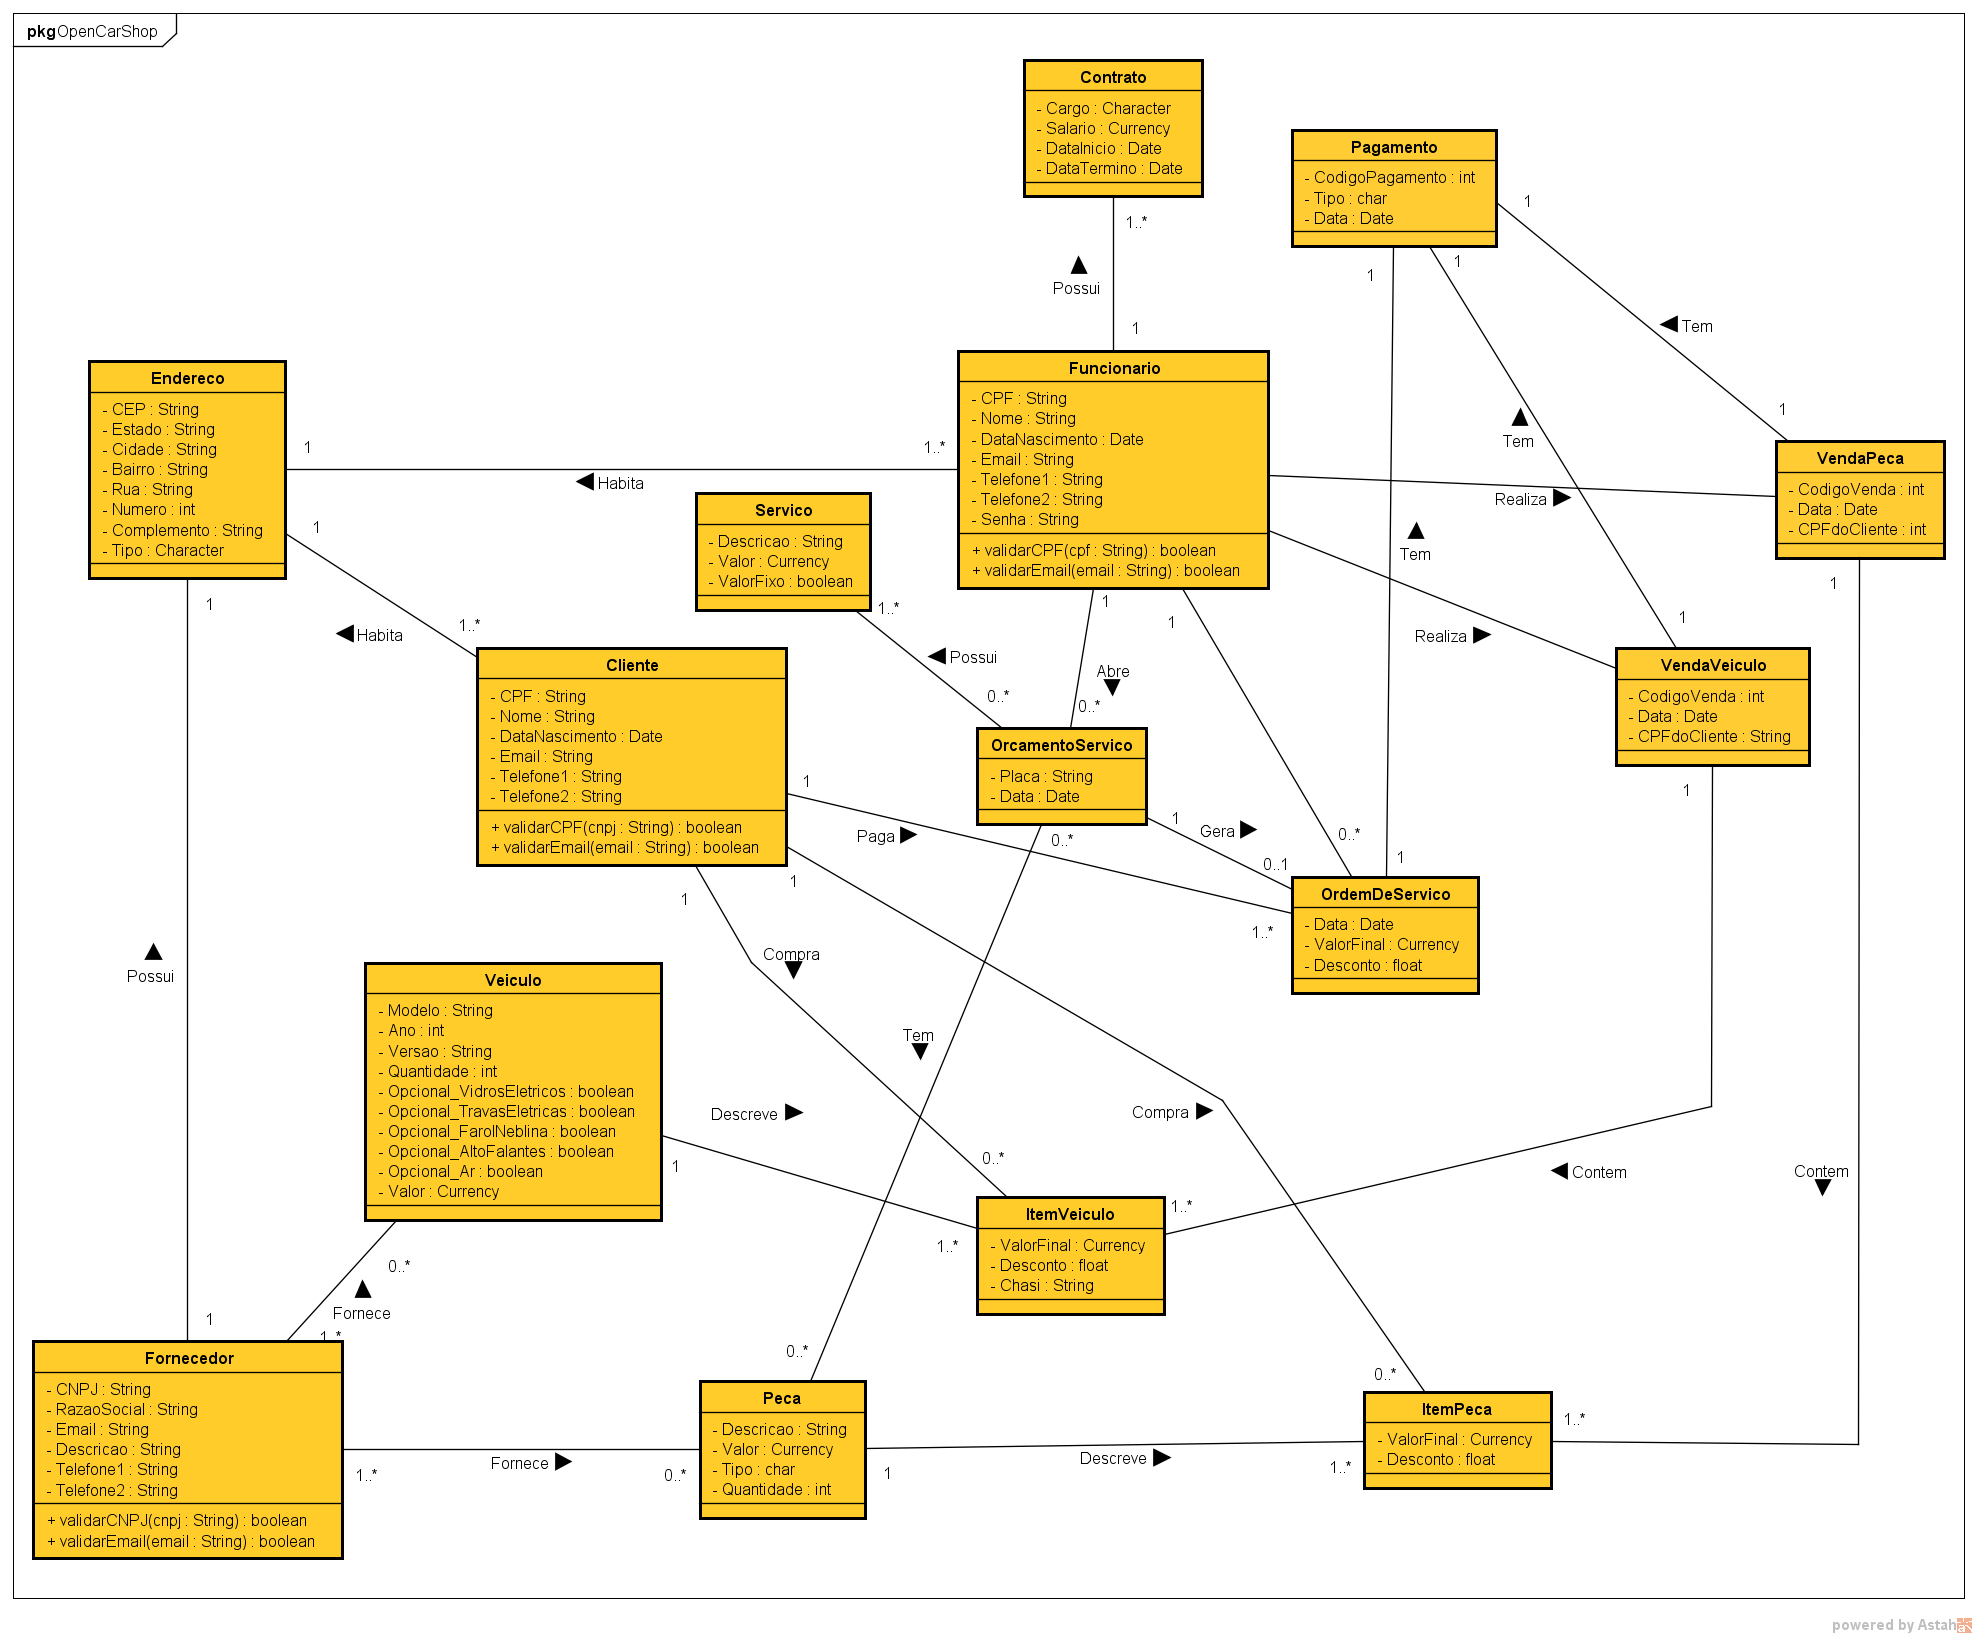 pkg OpenCarShop
Contrato
- Cargo : Character
- Salario : Currency
- DataInicio : Date
- DataTermino : Date
Pagamento
- CodigoPagamento : int
- Tipo : char
- Data : Date
1
1..*
1
1
Possui
Tem
1
Funcionario
- CPF : String
- Nome : String
- DataNascimento : Date
- Email : String
- Telefone1 : String
- Telefone2 : String
- Senha : String
+ validarCPF(cpf : String) : boolean
+ validarEmail(email : String) : boolean
Endereco
- CEP : String
- Estado : String
- Cidade : String
- Bairro : String
- Rua : String
- Numero : int
- Complemento : String
- Tipo : Character
1
1..*
Habita
1
Tem
VendaPeca
- CodigoVenda : int
- Data : Date
- CPFdoCliente : int
Realiza
Servico
- Descricao : String
- Valor : Currency
- ValorFixo : boolean
1
Tem
1
1
1..*
1
1
1
1..*
Habita
Possui
Realiza
Abre
0..*
0..*
Cliente
- CPF : String
- Nome : String
- DataNascimento : Date
- Email : String
- Telefone1 : String
- Telefone2 : String
+ validarCPF(cnpj : String) : boolean
+ validarEmail(email : String) : boolean
VendaVeiculo
- CodigoVenda : int
- Data : Date
- CPFdoCliente : String
OrcamentoServico
- Placa : String
- Data : Date
1
1
1
Paga
Gera
0..*
0..*
0..1
1
OrdemDeServico
- Data : Date
- ValorFinal : Currency
- Desconto : float
1
1
1..*
Compra
Possui
Veiculo
- Modelo : String
- Ano : int
- Versao : String
- Quantidade : int
- Opcional_VidrosEletricos : boolean
- Opcional_TravasEletricas : boolean
- Opcional_FarolNeblina : boolean
- Opcional_AltoFalantes : boolean
- Opcional_Ar : boolean
- Valor : Currency
Tem
Descreve
Compra
1
0..*
Contem
Contem
1..*
ItemVeiculo
- ValorFinal : Currency
- Desconto : float
- Chasi : String
1..*
0..*
Fornece
1
1..*
0..*
0..*
Fornecedor
- CNPJ : String
- RazaoSocial : String
- Email : String
- Descricao : String
- Telefone1 : String
- Telefone2 : String
+ validarCNPJ(cnpj : String) : boolean
+ validarEmail(email : String) : boolean
Peca
- Descricao : String
- Valor : Currency
- Tipo : char
- Quantidade : int
ItemPeca
- ValorFinal : Currency
- Desconto : float
1..*
Fornece
1..*
0..*
1
Descreve
1..*
powered by Astah